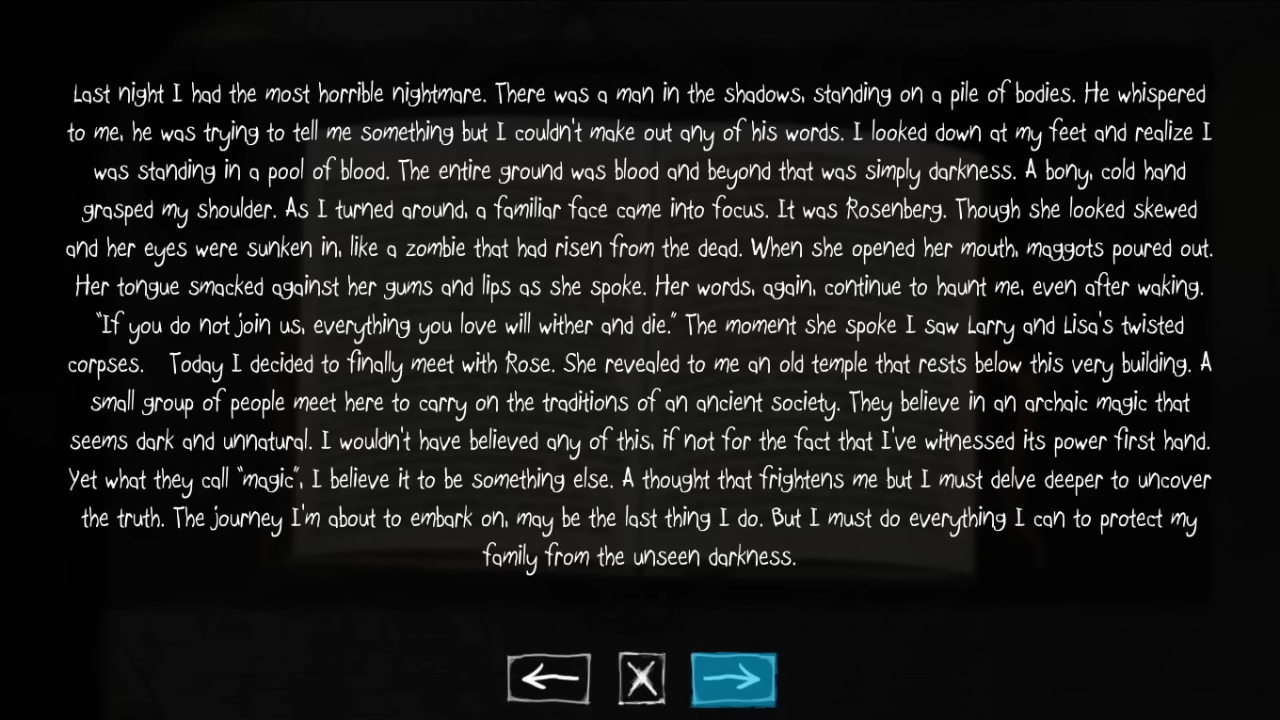 Last night I had the most horrible nightmare. There was a man in the shadows, standing on a pile of bodies. He whispered
to me, he was trying to tell me something but I couldn't make out any of his words. I looked down at my feet and realize I
was standing in a pool of blood. The entire ground was blood and beyond that was simply darkness. A bony, cold hand
grasped my shoulder. As I turned around, a familiar face came into focus. It was Rosenberg. Though she looked skewed
and her eyes were sunken in, like a zombie that had risen from the dead. When she opened her mouth, maggots poured out.
Her tongue smacked against her gums and lips as she spoke. Her words, again, continue to haunt me, even after waking.
"If you do not join us, everything you love will wither and die." The moment she spoke I saw Larry and Lisa's twisted
corpses.   Today I decided to finally meet with Rose. She revealed to me an old temple that rests below this very building. A
small group of people meet here to carry on the traditions of an ancient society. They believe in an archaic magic that
seems dark and unnatural. I wouldn't have believed any of this, if not for the fact that I've witnessed its power first hand.
Yet what they call "magic", I believe it to be something else. A thought that frightens me but I must delve deeper to uncover
the truth. The journey I'm about to embark on, may be the last thing I do. But I must do everything I can to protect my
family from the unseen darkness.